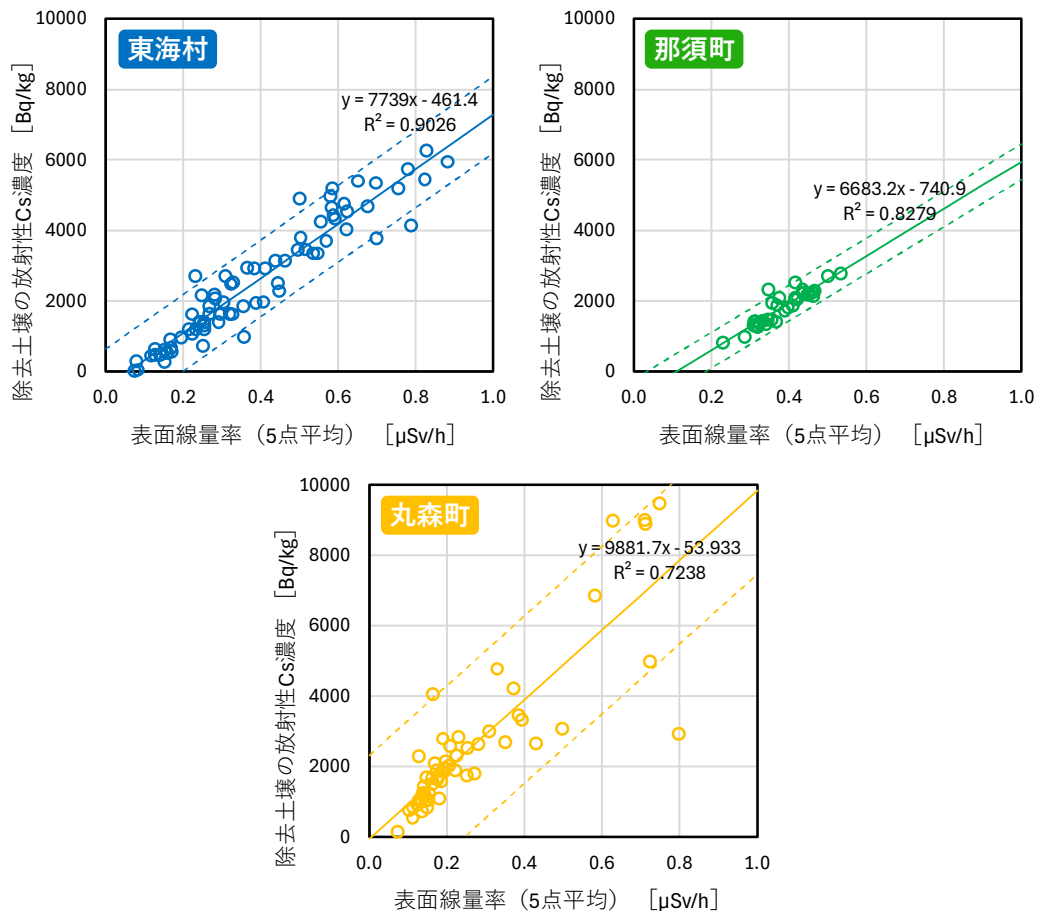 東海村
除去土壌の放射性Cs濃度 [Bq/kg]
10000
8000
6000
4000
2000
0
y = 7739x - 461.4
R² = 0.9026
0.0 0.2 0.4 0.6 0.8 1.0
表面線量率（5点平均） [μSv/h]
那須町
除去土壌の放射性Cs濃度 [Bq/kg]
10000
8000
6000
4000
2000
0
y = 6683.2x - 740.9
R² = 0.8279
0.0 0.2 0.4 0.6 0.8 1.0
表面線量率（5点平均） [μSv/h]
丸森町
除去土壌の放射性Cs濃度 [Bq/kg]
10000
8000
6000
4000
2000
0
y = 9881.7x - 53.933
R² = 0.7238
0.0 0.2 0.4 0.6 0.8 1.0
表面線量率（5点平均） [μSv/h]